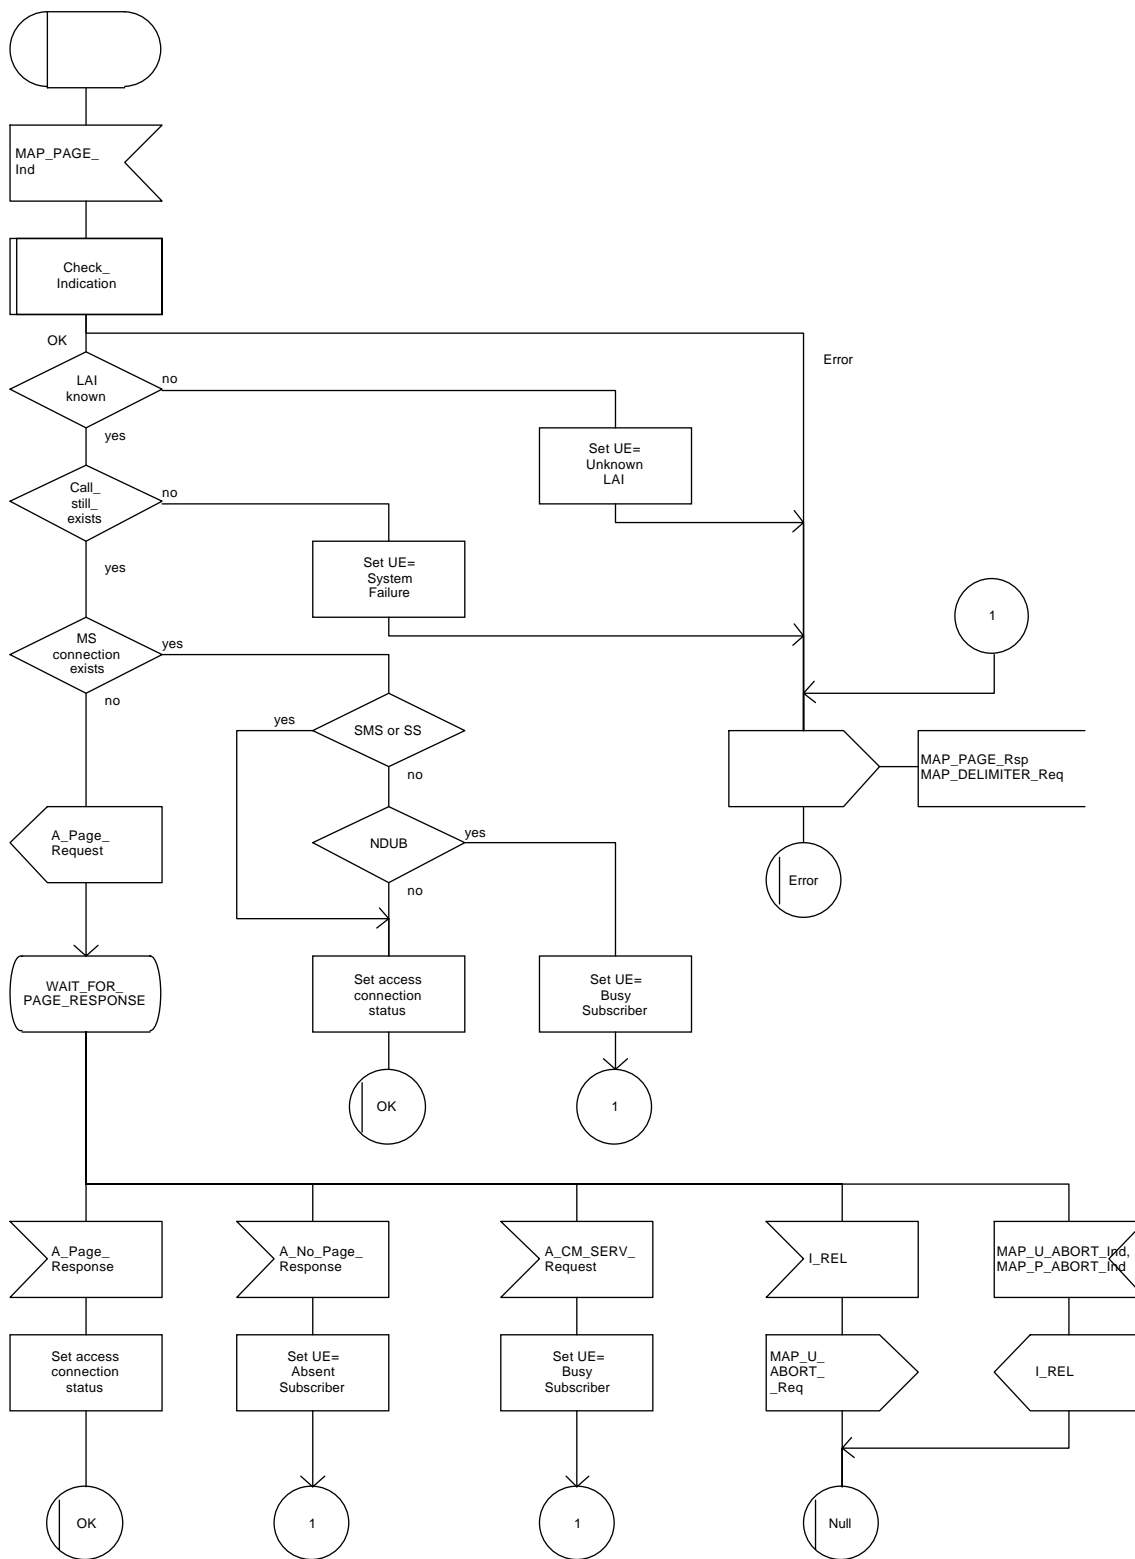 MAP_PAGE_
Ind
Check_
Indication
OK
Error
LAI
known
no
yes
Set UE=
Unknown
LAI
Call_
still_
exists
no
yes
Set UE=
System
Failure
1
MS
connection
exists
yes
no
SMS or SS
yes
no
MAP_PAGE_Rsp
MAP_DELIMITER_Req
A_Page_
Request
NDUB
yes
no
Error
WAIT_FOR_
PAGE_RESPONSE
Set access
connection
status
Set UE=
Busy
Subscriber
OK
1
A_Page_
Response
A_No_Page_
Response
A_CM_SERV_
Request
I_REL
MAP_U_ABORT_Ind,
MAP_P_ABORT_Ind
Set access
connection
status
Set UE=
Absent
Subscriber
Set UE=
Busy
Subscriber
MAP_U_
ABORT_
_Req
I_REL
OK
1
1
Null